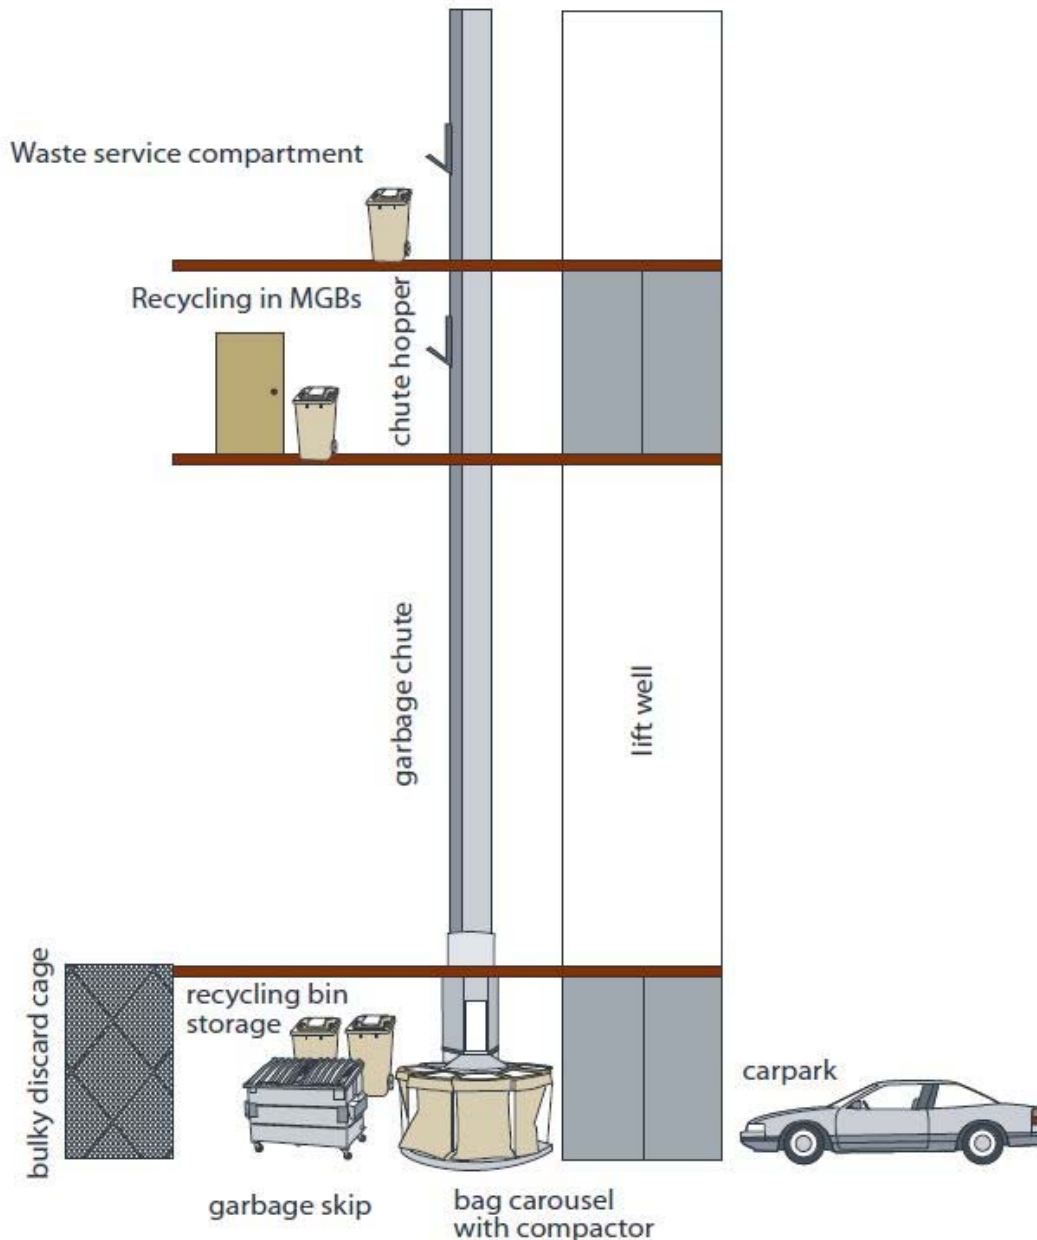 Waste service compartment
Recycling in MGBs
chute hopper
garbage chute
lift well
bulky discard cage
recycling bin
storage
carpark
garbage skip
bag carousel
with compactor